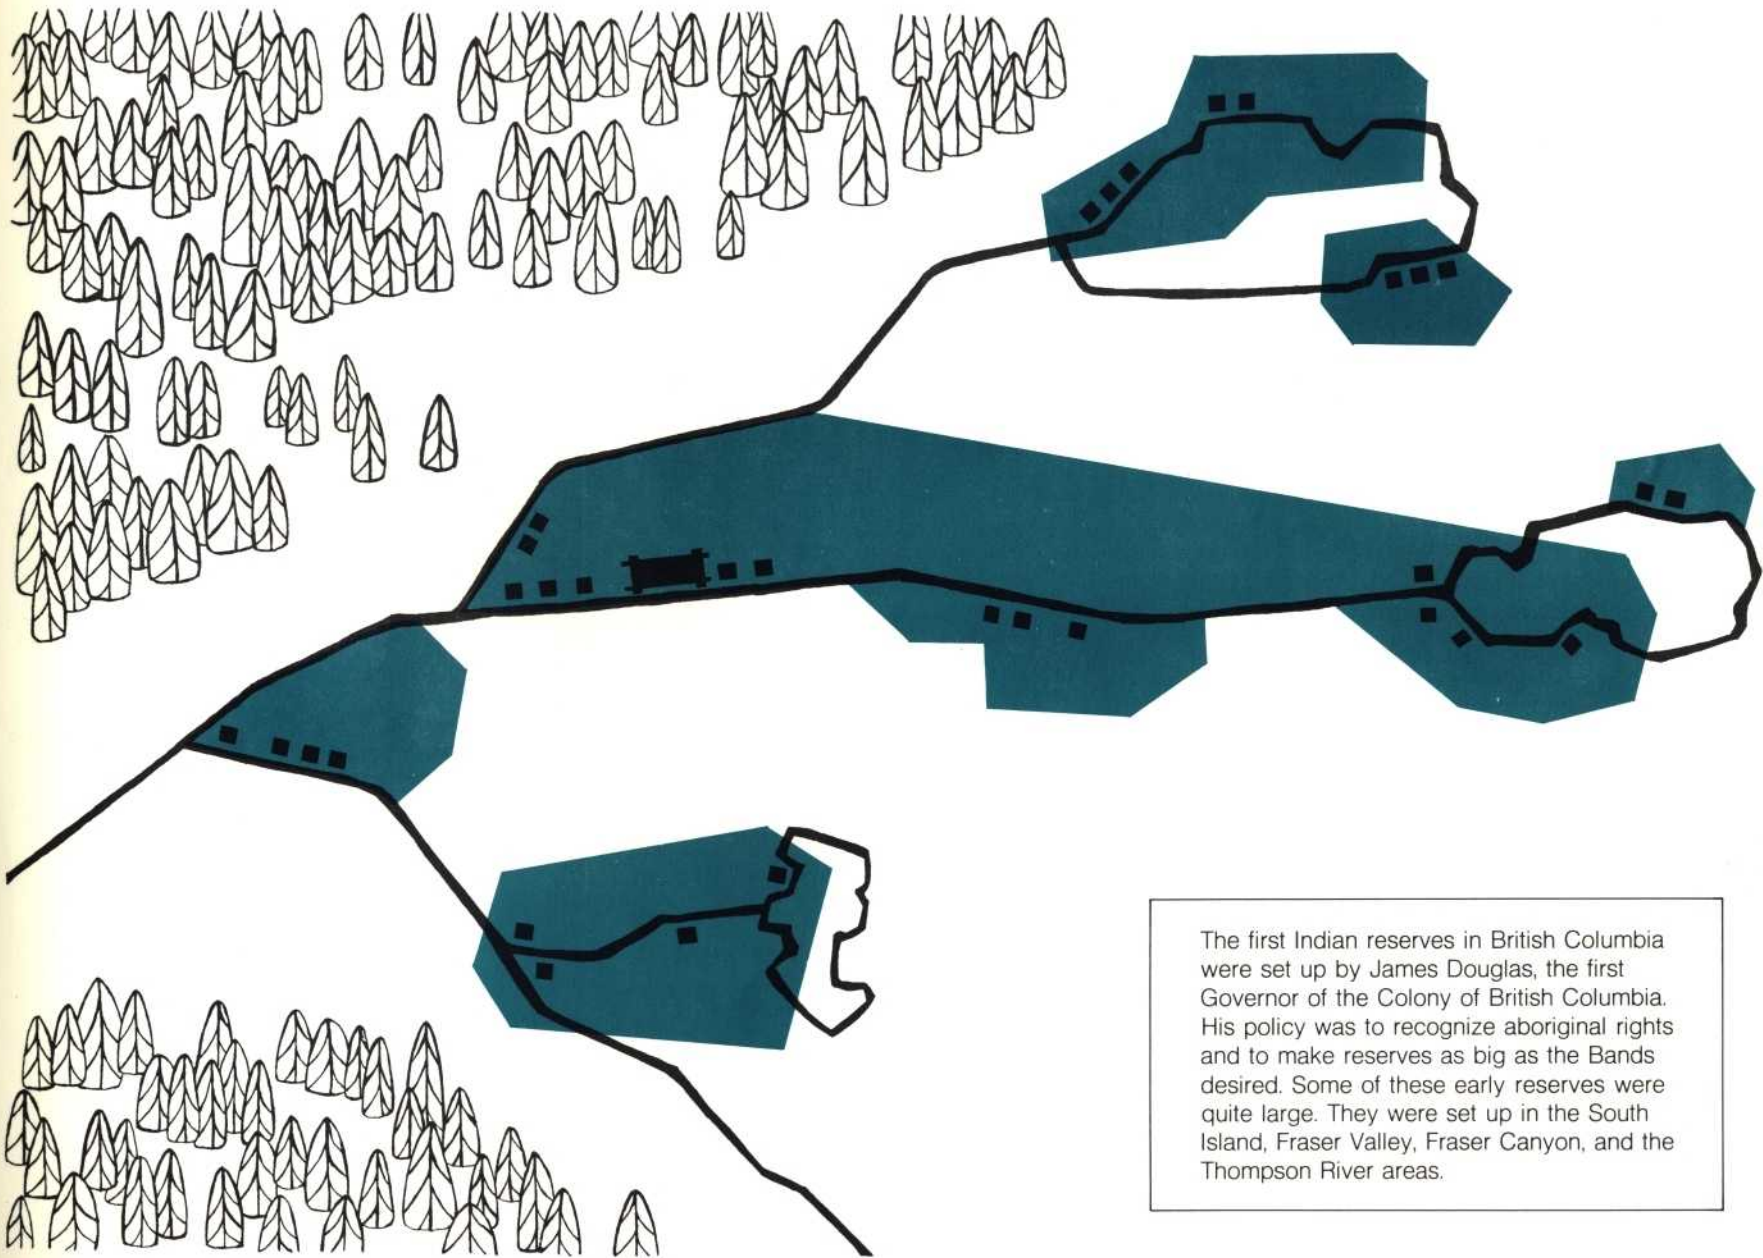 The first Indian reserves in British Columbia
were set up by James Douglas, the first
Governor of the Colony of British Columbia.
His policy was to recognize aboriginal rights
and to make reserves as big as the Bands
desired. Some of these early reserves were
quite large. They were set up in the South
Island, Fraser Valley, Fraser Canyon, and the
Thompson River areas.